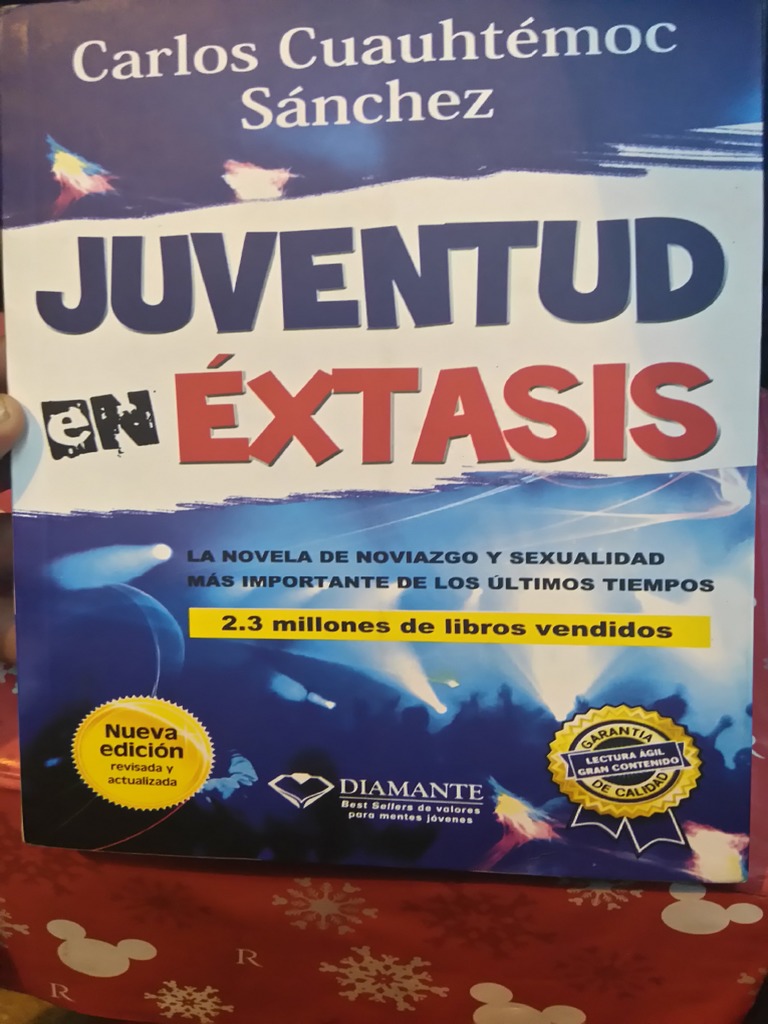 Carlos Cuauhtémoc
Sánchez
JUVENTUD
en ÉXTASIS
LA NOVELA DE NOVIAZGO Y SEXUALIDAD
MÁS IMPORTANTE DE LOS ÚLTIMOS TIEMPOS
2.3 millones de libros vendidos
Nueva
edición
revisada y
actualizada
DIAMANTE
Best Sellers de valores
para mentes jóvenes
GARANTIA
LECTURA ÁGIL
GRAN CONTENIDO
DE CALIDAD
R
R